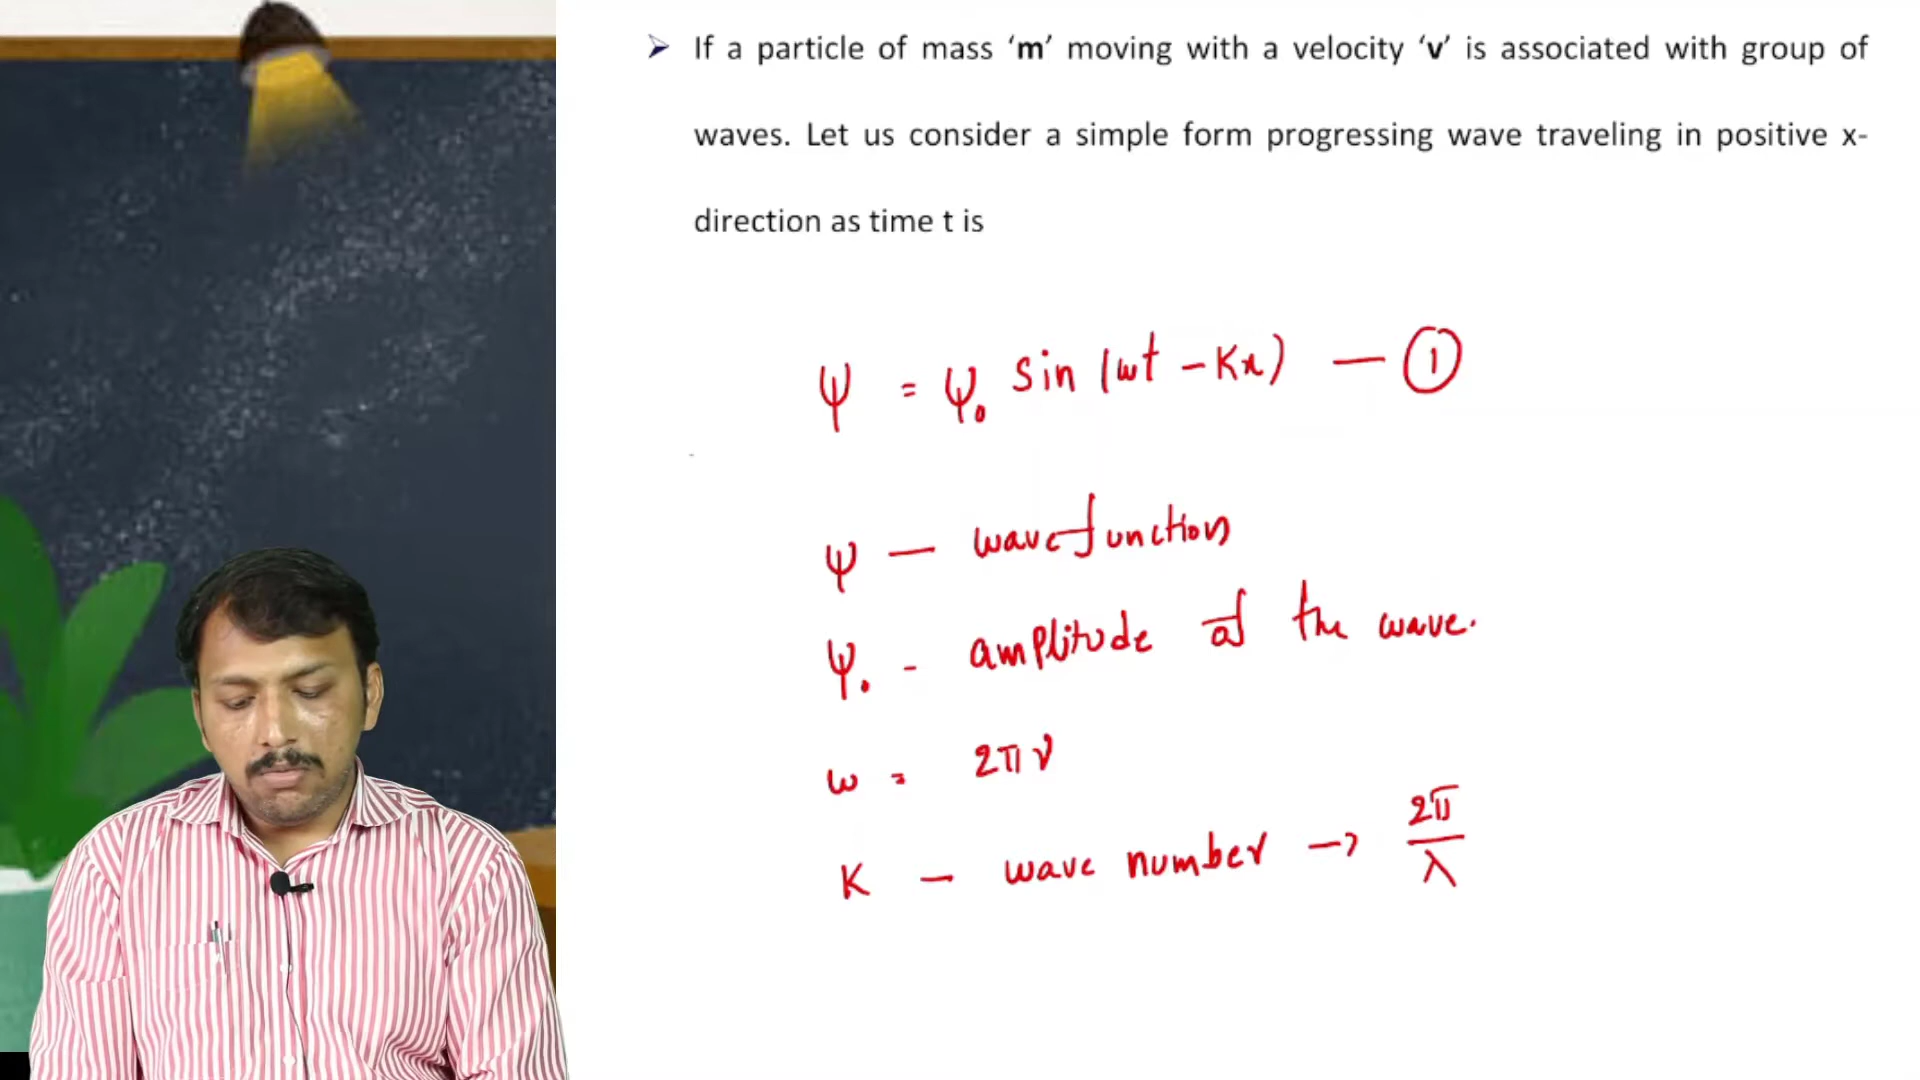 ➢ If a particle of mass ‘m’ moving with a velocity ‘v’ is associated with group of
waves. Let us consider a simple form progressing wave traveling in positive x-
direction as time t is
ψ = ψ₀ sin (ωt – Kx) — ①
ψ — wavefunction
ψ₀ - amplitude of the wave.
ω = 2πν
K – wave number → 2π/λ